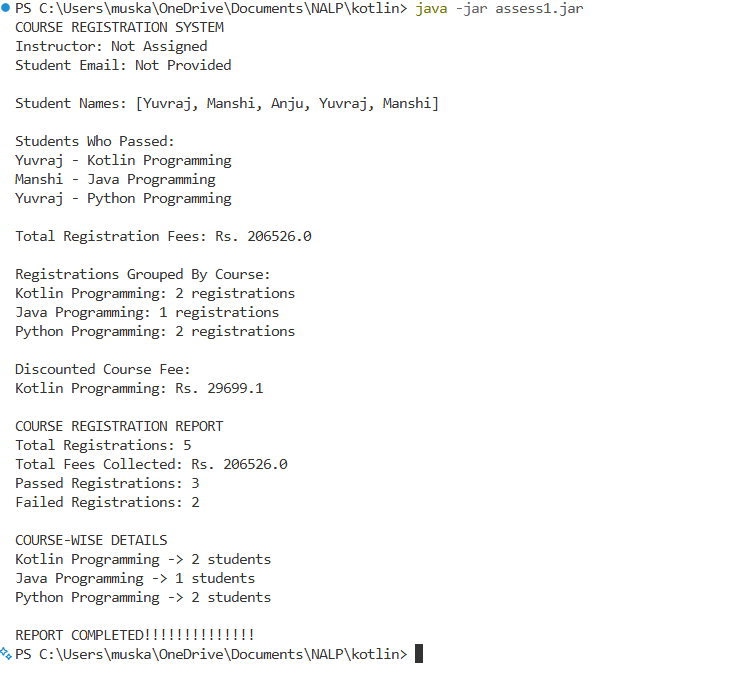 PS C:\Users\muska\OneDrive\Documents\NALP\kotlin> java -jar assess1.jar
COURSE REGISTRATION SYSTEM
Instructor: Not Assigned
Student Email: Not Provided

Student Names: [Yuvraj, Manshi, Anju, Yuvraj, Manshi]

Students Who Passed:
Yuvraj - Kotlin Programming
Manshi - Java Programming
Yuvraj - Python Programming

Total Registration Fees: Rs. 206526.0

Registrations Grouped By Course:
Kotlin Programming: 2 registrations
Java Programming: 1 registrations
Python Programming: 2 registrations

Discounted Course Fee:
Kotlin Programming: Rs. 29699.1

COURSE REGISTRATION REPORT
Total Registrations: 5
Total Fees Collected: Rs. 206526.0
Passed Registrations: 3
Failed Registrations: 2

COURSE-WISE DETAILS
Kotlin Programming -> 2 students
Java Programming -> 1 students
Python Programming -> 2 students

REPORT COMPLETED!!!!!!!!!!!!!!
PS C:\Users\muska\OneDrive\Documents\NALP\kotlin>